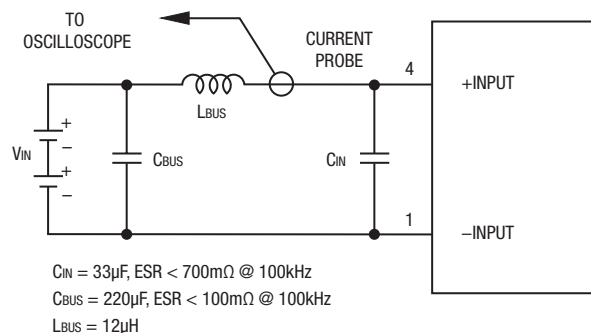 TO
OSCILLOSCOPE
CURRENT
PROBE
4
+INPUT
LBUS
+
VIN
–
+
–
CBUS
CIN
1
–INPUT
CIN = 33µF, ESR < 700mΩ @ 100kHz
CBUS = 220µF, ESR < 100mΩ @ 100kHz
LBUS = 12µH